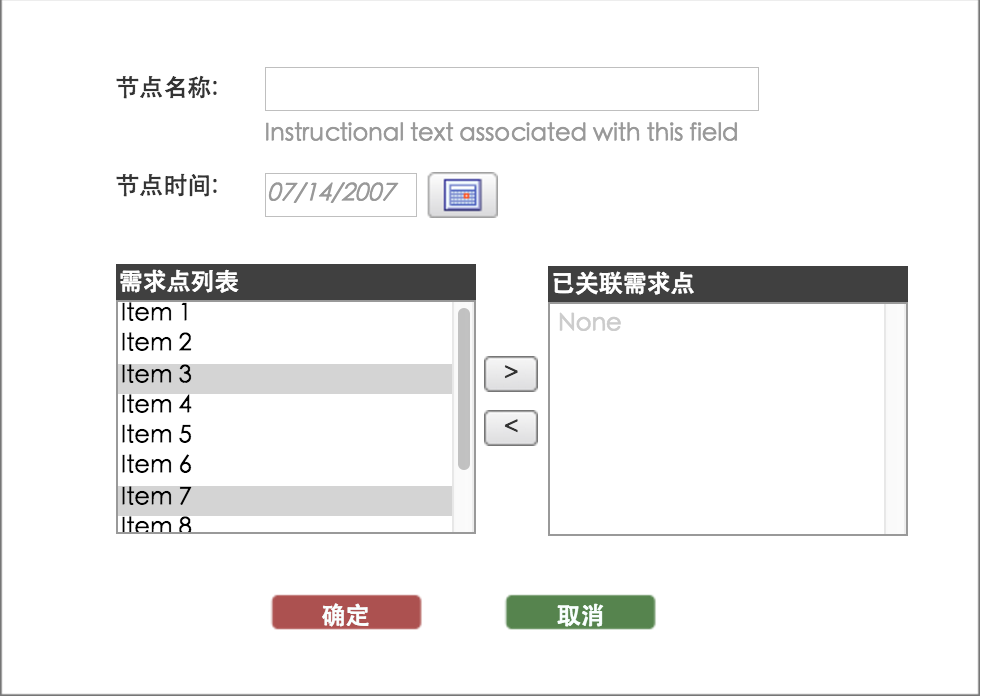 节点名称:
Instructional text associated with this field
节点时间:
07/14/2007
需求点列表
Item 1
Item 2
Item 3
Item 4
Item 5
Item 6
Item 7
Item 8
>
<
已关联需求点
None
确定
取消